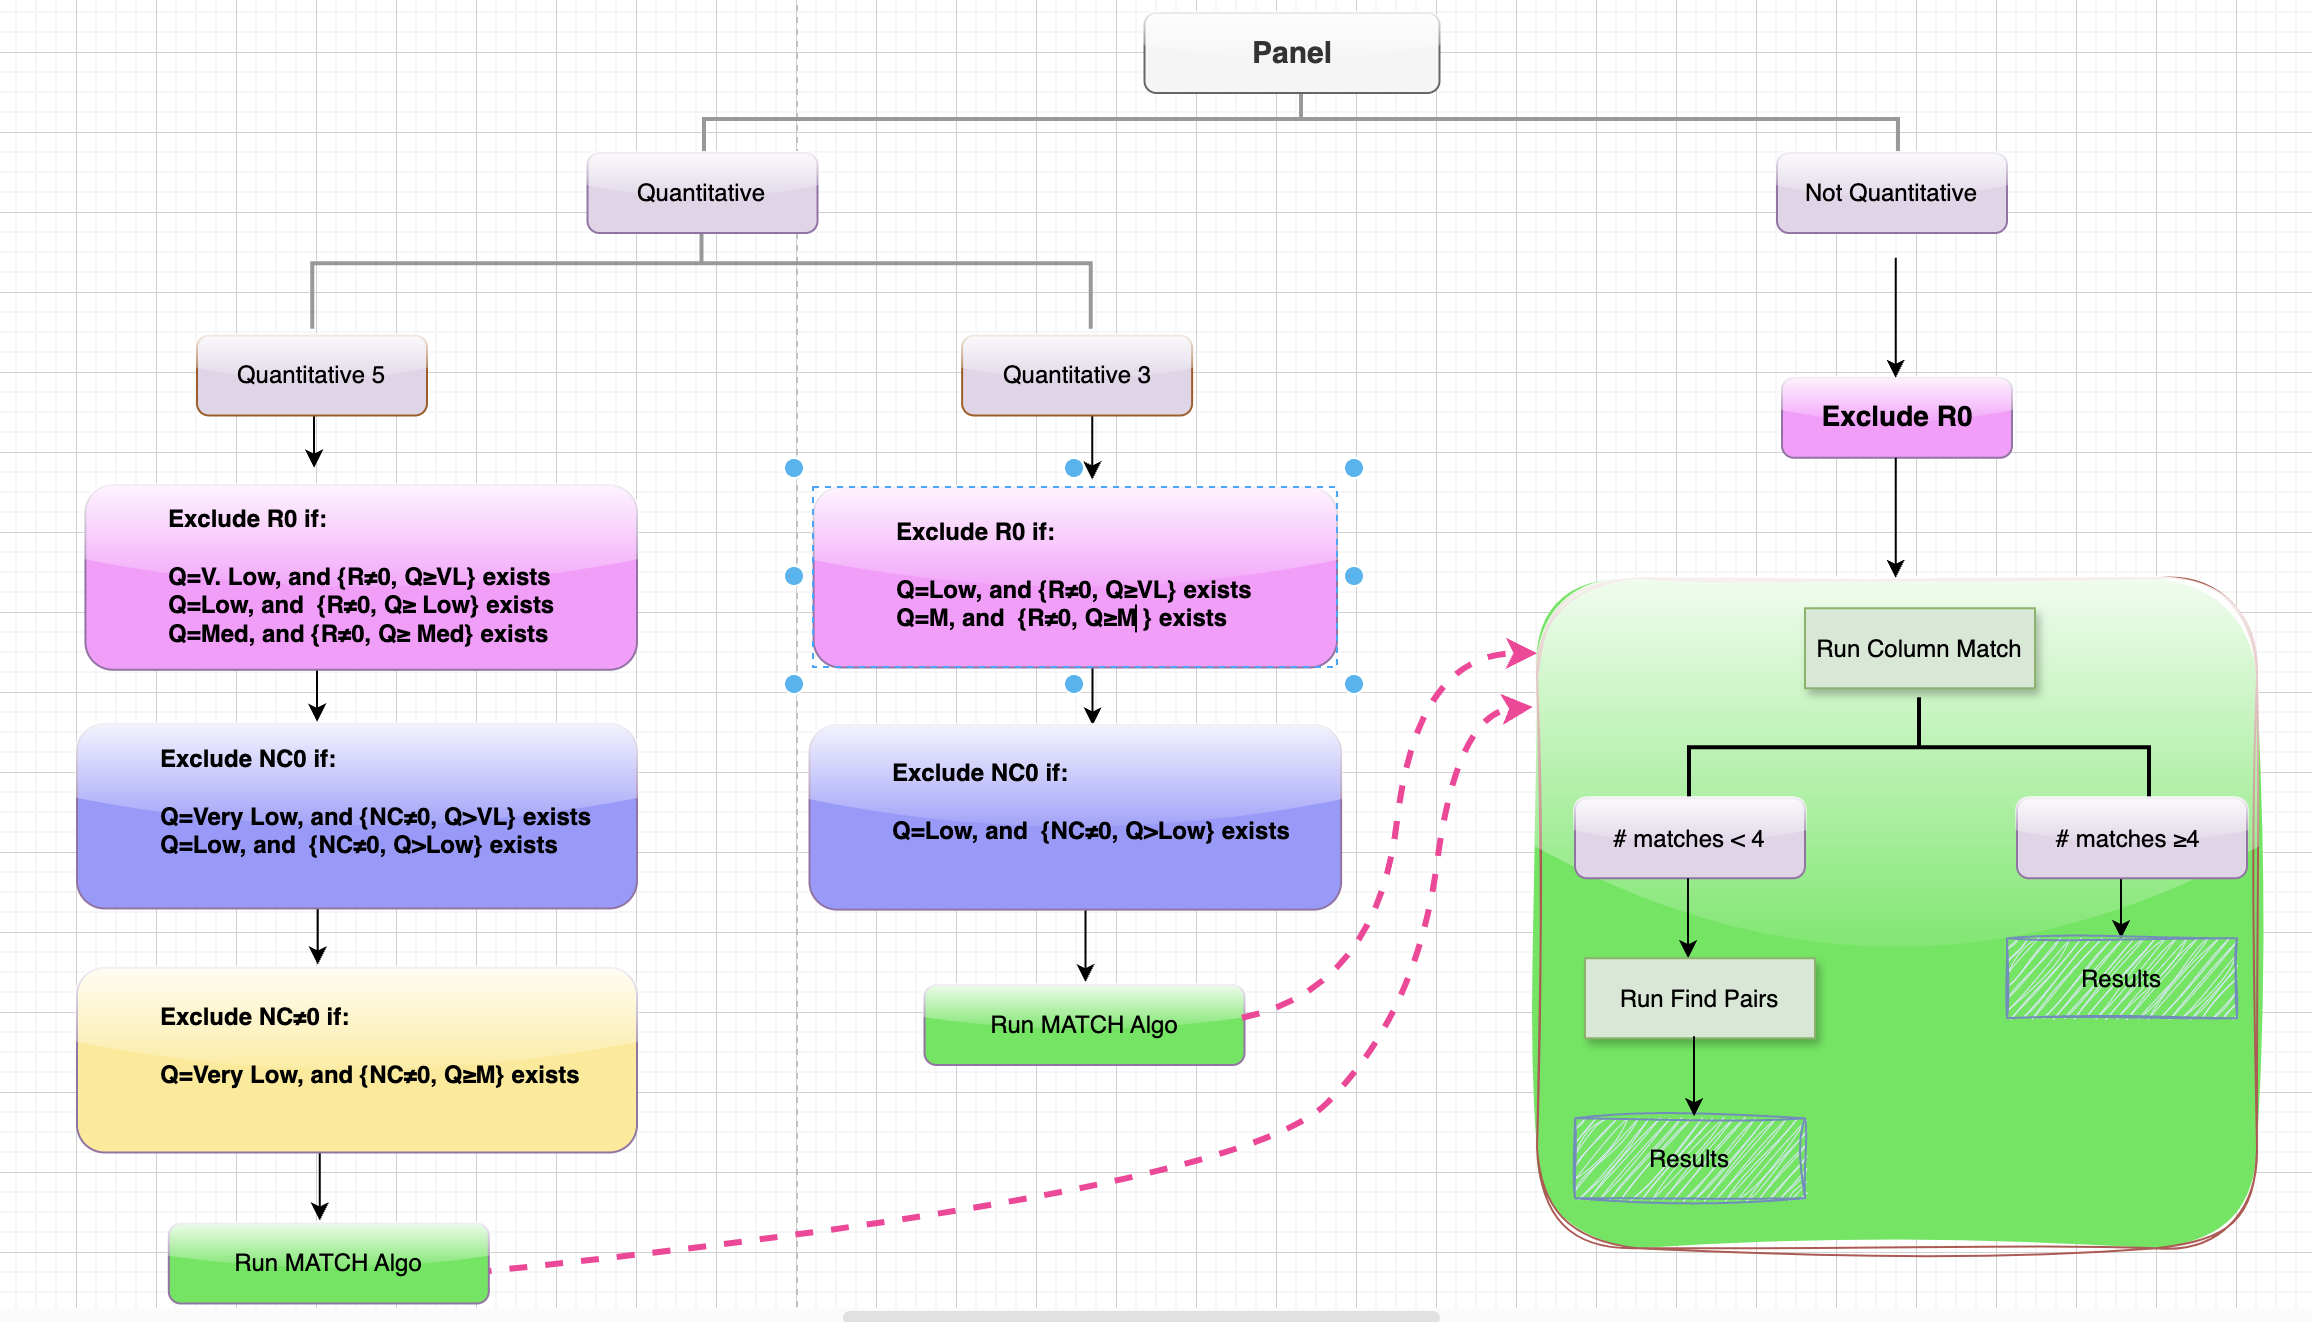 Panel
Quantitative
Not Quantitative
Quantitative 5
Quantitative 3
Exclude R0
Exclude R0 if:
Q=V. Low, and {R≠0, Q≥VL} exists
Q=Low, and {R≠0, Q≥ Low} exists
Q=Med, and {R≠0, Q≥ Med} exists
Exclude R0 if:
Q=Low, and {R≠0, Q≥VL} exists
Q=M, and {R≠0, Q≥M } exists
Run Column Match
Exclude NC0 if:
Q=Very Low, and {NC≠0, Q>VL} exists
Q=Low, and {NC≠0, Q>Low} exists
Exclude NC0 if:
Q=Low, and {NC≠0, Q>Low} exists
# matches < 4
# matches ≥4
Exclude NC≠0 if:
Q=Very Low, and {NC≠0, Q≥M} exists
Run MATCH Algo
Run Find Pairs
Results
Results
Run MATCH Algo